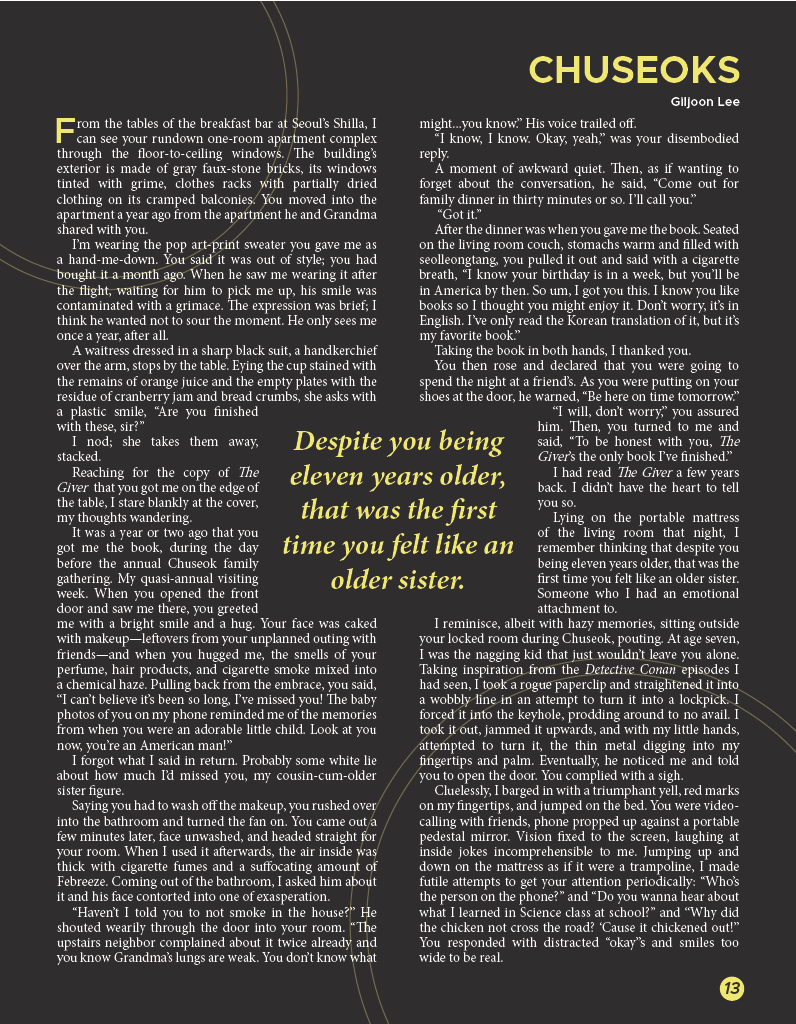 CHUSEOKS
Giljoon Lee
From the tables of the breakfast bar at Seoul's Shilla, I
can see your rundown one-room apartment complex
through the floor-to-ceiling windows. The building's
exterior is made of gray faux-stone bricks, its windows
tinted with grime, clothes racks with partially dried
clothing on its cramped balconies. You moved into the
apartment a year ago from the apartment he and Grandma
shared with you.
I'm wearing the pop art-print sweater you gave me as
a hand-me-down. You said it was out of style; you had
bought it a month ago. When he saw me wearing it after
the flight, waiting for him to pick me up, his smile was
contaminated with a grimace. The expression was brief; I
think he wanted not to sour the moment. He only sees me
once a year, after all.
A waitress dressed in a sharp black suit, a handkerchief
over the arm, stops by the table. Eying the cup stained with
the remains of orange juice and the empty plates with the
residue of cranberry jam and bread crumbs, she asks with
a plastic smile, “Are you finished
with these, sir?”
I nod; she takes them away,
stacked.
Reaching for the copy of The
Giver that you got me on the edge of
the table, I stare blankly at the cover,
my thoughts wandering.
It was a year or two ago that you
got me the book, during the day
before the annual Chuseok family
gathering. My quasi-annual visiting
week. When you opened the front
door and saw me there, you greeted
me with a bright smile and a hug. Your face was caked
with makeup—leftovers from your unplanned outing with
friends—and when you hugged me, the smells of your
perfume, hair products, and cigarette smoke mixed into
a chemical haze. Pulling back from the embrace, you said,
“I can't believe it's been so long, I've missed you! The baby
photos of you on my phone reminded me of the memories
from when you were an adorable little child. Look at you
now, you're an American man!”
I forgot what I said in return. Probably some white lie
about how much I'd missed you, my cousin-cum-older
sister figure.
Saying you had to wash off the makeup, you rushed over
into the bathroom and turned the fan on. You came out a
few minutes later, face unwashed, and headed straight for
your room. When I used it afterwards, the air inside was
thick with cigarette fumes and a suffocating amount of
Febreeze. Coming out of the bathroom, I asked him about
it and his face contorted into one of exasperation.
“Haven't I told you to not smoke in the house?” He
shouted wearily through the door into your room. “The
upstairs neighbor complained about it twice already and
you know Grandma's lungs are weak. You don't know what
might...you know.” His voice trailed off.
“I know, I know. Okay, yeah,” was your disembodied
reply.
A moment of awkward quiet. Then, as if wanting to
forget about the conversation, he said, “Come out for
family dinner in thirty minutes or so. I'll call you.”
“Got it.”
After the dinner was when you gave me the book. Seated
on the living room couch, stomachs warm and filled with
seolleongtang, you pulled it out and said with a cigarette
breath, “I know your birthday is in a week, but you'll be
in America by then. So um, I got you this. I know you like
books so I thought you might enjoy it. Don't worry, it's in
English. I've only read the Korean translation of it, but it's
my favorite book.”
Taking the book in both hands, I thanked you.
You then rose and declared that you were going to
spend the night at a friend's. As you were putting on your
shoes at the door, he warned, “Be here on time tomorrow.”
“I will, don't worry,” you assured
him. Then, you turned to me and
said, “To be honest with you, The
Giver's the only book I've finished.”
I had read The Giver a few years
back. I didn't have the heart to tell
you so.
Lying on the portable mattress
of the living room that night, I
remember thinking that despite you
being eleven years older, that was the
first time you felt like an older sister.
Someone who I had an emotional
attachment to.
I reminisce, albeit with hazy memories, sitting outside
your locked room during Chuseok, pouting. At age seven,
I was the nagging kid that just wouldn't leave you alone.
Taking inspiration from the Detective Conan episodes I
had seen, I took a rogue paperclip and straightened it into
a wobbly line in an attempt to turn it into a lockpick. I
forced it into the keyhole, prodding around to no avail. I
took it out, jammed it upwards, and with my little hands,
attempted to turn it, the thin metal digging into my
fingertips and palm. Eventually, he noticed me and told
you to open the door. You complied with a sigh.
Cluelessly, I barged in with a triumphant yell, red marks
on my fingertips, and jumped on the bed. You were video-
calling with friends, phone propped up against a portable
pedestal mirror. Vision fixed to the screen, laughing at
inside jokes incomprehensible to me. Jumping up and
down on the mattress as if it were a trampoline, I made
futile attempts to get your attention periodically: “Who's
the person on the phone?” and “Do you wanna hear about
what I learned in Science class at school?” and “Why did
the chicken not cross the road? ‘Cause it chickened out!”
You responded with distracted “okay”s and smiles too
wide to be real.
Despite you being
eleven years older,
that was the first
time you felt like an
older sister.
13